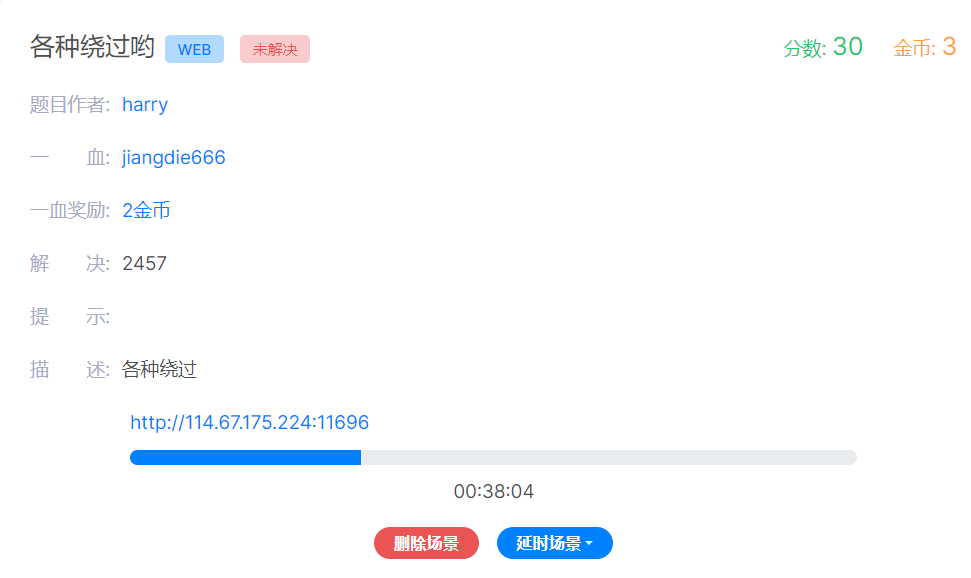 各种绕过哟 WEB 未解决 分数: 30 金币: 3
题目作者: harry
一 血: jiangdie666
一血奖励: 2金币
解 决: 2457
提 示:
描 述: 各种绕过
http://114.67.175.224:11696
00:38:04
删除场景 延时场景